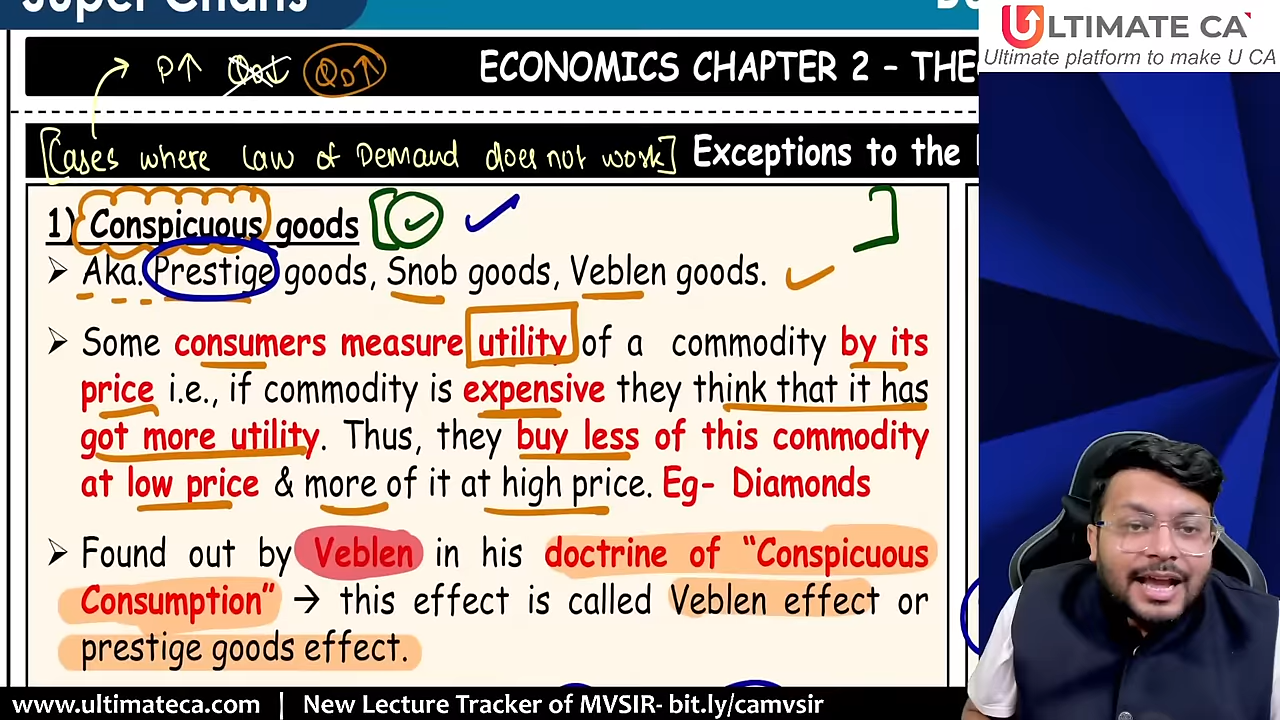 Super Charts
ULTIMATE CA
Ultimate platform to make U CA
P↑ QD↓ QD↑ ECONOMICS CHAPTER 2 – THE
[Cases where law of Demand does not work] Exceptions to the
1) Conspicuous goods
➤ Aka. Prestige goods, Snob goods, Veblen goods.
➤ Some consumers measure utility of a commodity by its
price i.e., if commodity is expensive they think that it has
got more utility. Thus, they buy less of this commodity
at low price & more of it at high price. Eg- Diamonds
➤ Found out by Veblen in his doctrine of “Conspicuous
Consumption” → this effect is called Veblen effect or
prestige goods effect.
www.ultimateca.com | New Lecture Tracker of MVSIR- bit.ly/camvsir